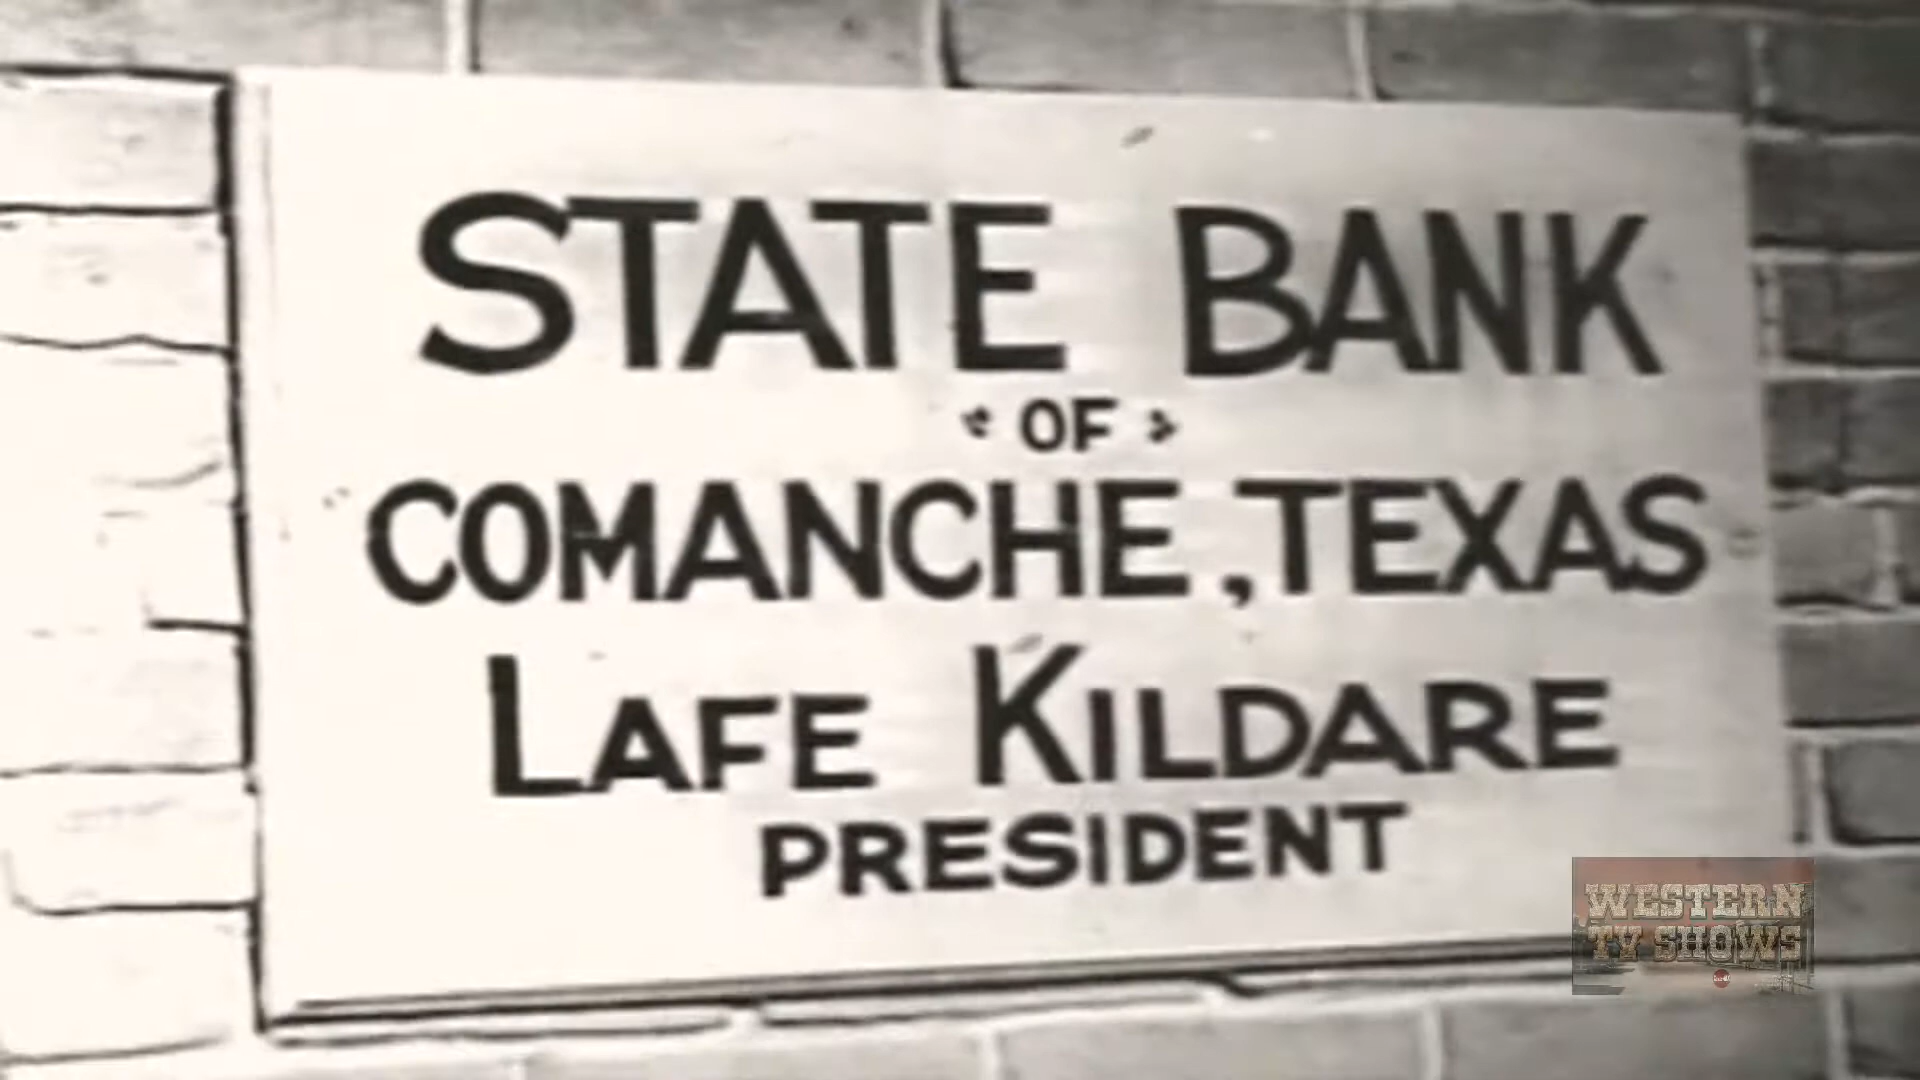 STATE BANK
OF
COMANCHE, TEXAS
LAFE KILDARE
PRESIDENT
WESTERN
TV SHOWS